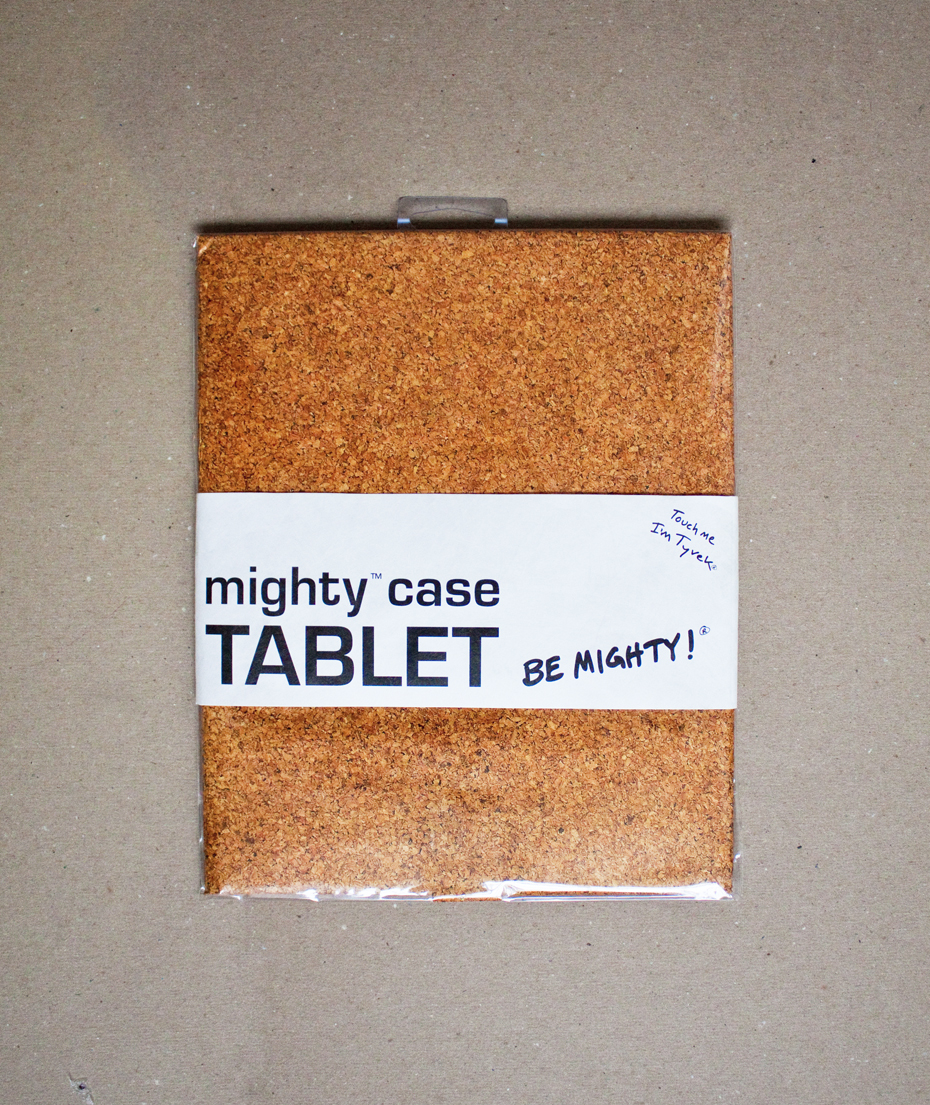 Touch me
I'm Tyvek®
mighty™ case
TABLET
BE MIGHTY!®